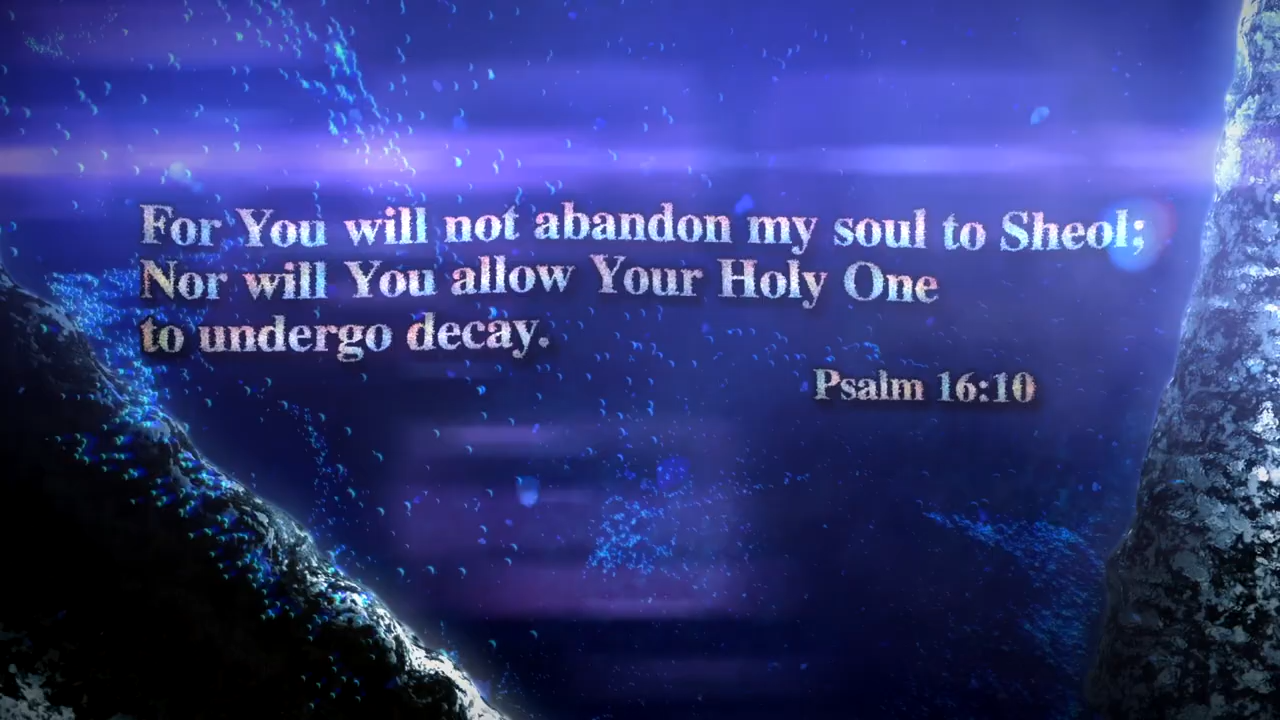 For You will not abandon my soul to Sheol;
Nor will You allow Your Holy One
to undergo decay.
Psalm 16:10